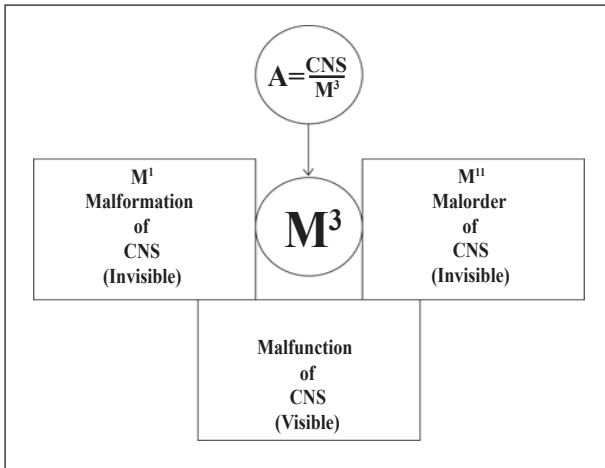 A=CNS/M³
M¹
Malformation
of
CNS
(Invisible)
M³
M¹¹
Malorder
of
CNS
(Invisible)
Malfunction
of
CNS
(Visible)